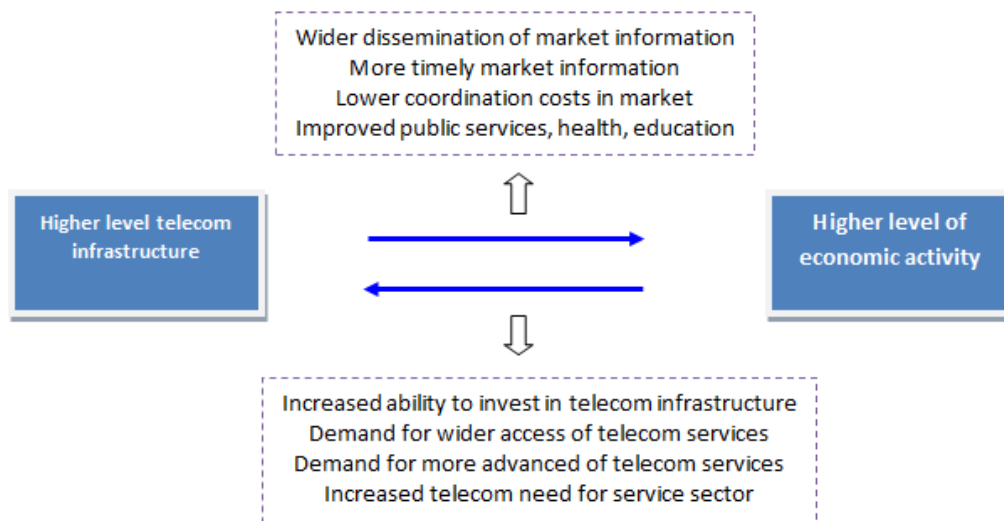 Wider dissemination of market information
More timely market information
Lower coordination costs in market
Improved public services, health, education
Higher level telecom
infrastructure
Higher level of
economic activity
Increased ability to invest in telecom infrastructure
Demand for wider access of telecom services
Demand for more advanced of telecom services
Increased telecom need for service sector